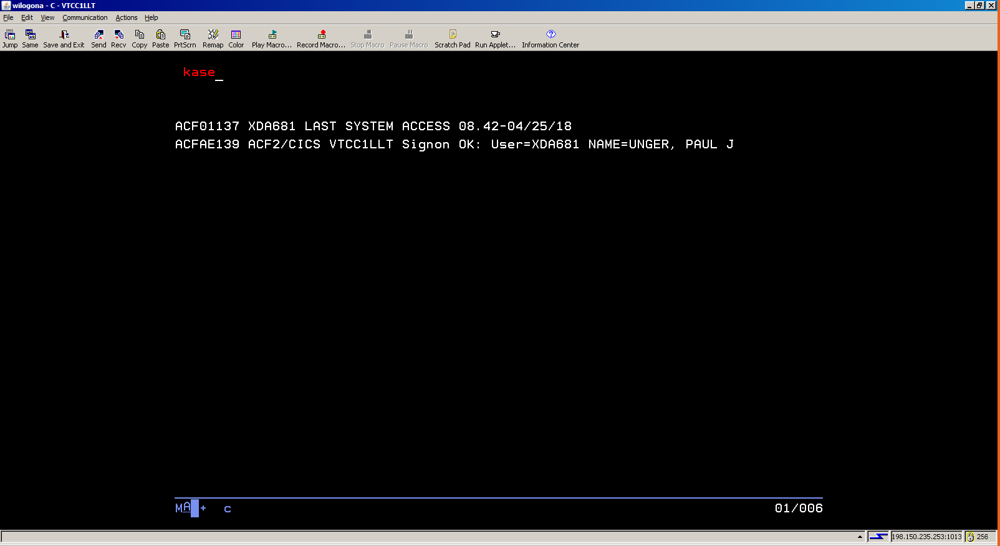 wilogona - C - VTCC1LLT
File Edit View Communication Actions Help
Jump Same Save and Exit Send Recv Copy Paste PrtScrn Remap Color Play Macro... Record Macro... Stop Macro Pause Macro Scratch Pad Run Applet... Information Center
kase_
ACF01137 XDA681 LAST SYSTEM ACCESS 08.42-04/25/18
ACFAE139 ACF2/CICS VTCC1LLT Signon OK: User=XDA681 NAME=UNGER, PAUL J
MA + c 01/006
198.150.235.253:1013 256